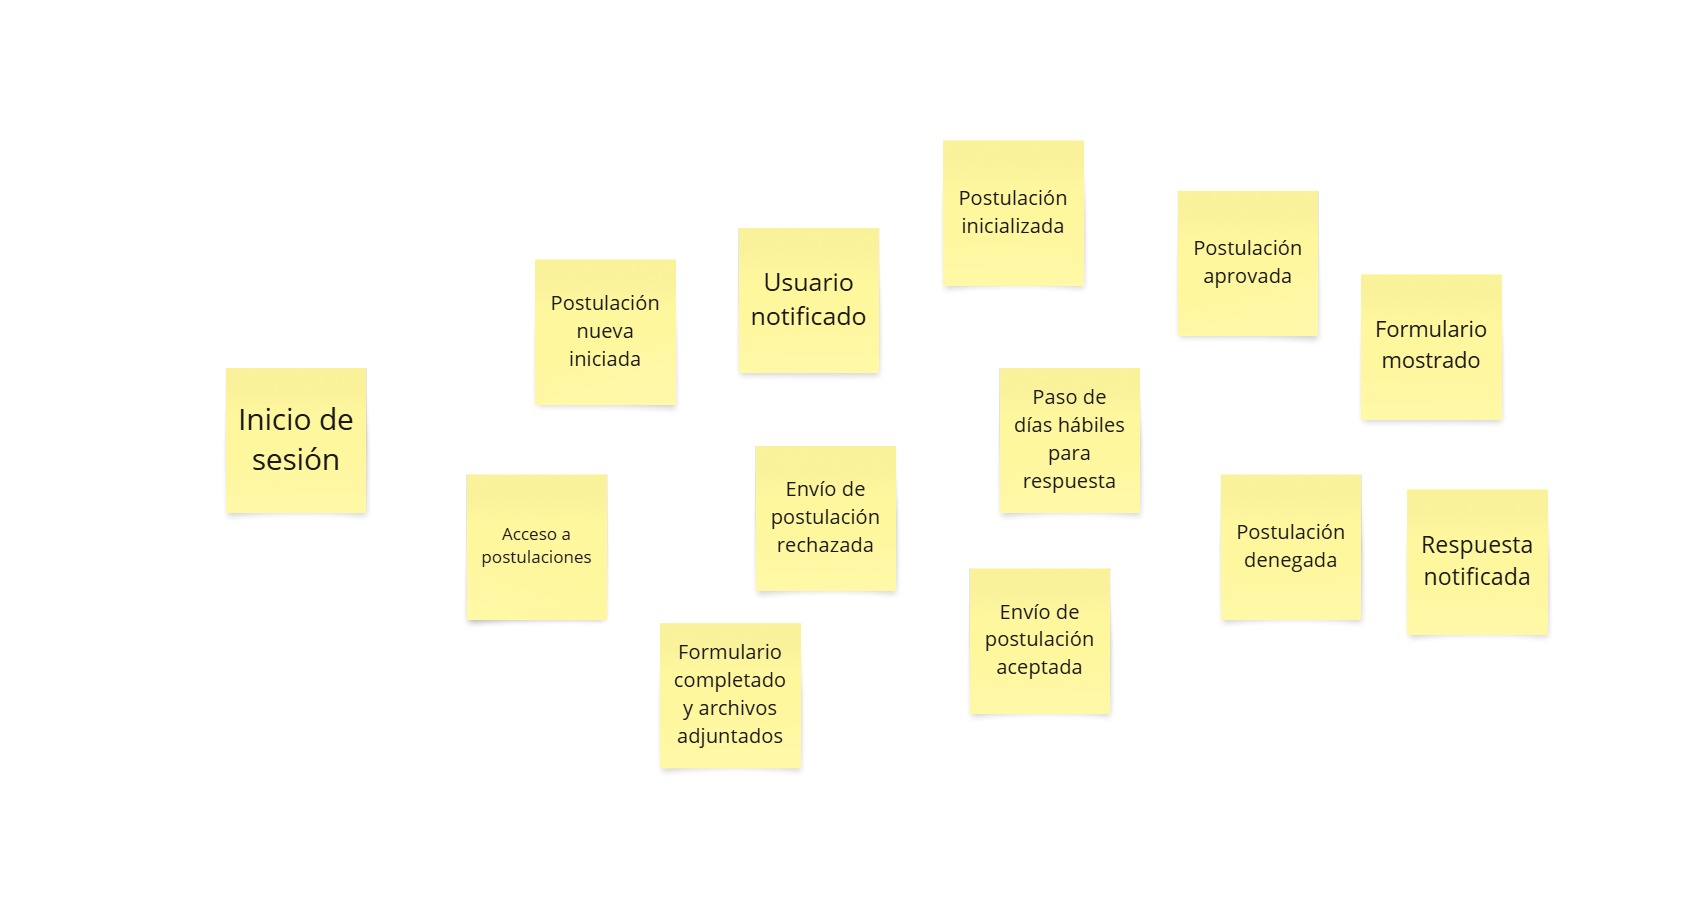 Postulación
inicializada
Postulación
aprovada
Usuario
notificado
Postulación
nueva
iniciada
Formulario
mostrado
Inicio de
sesión
Paso de
días hábiles
para
respuesta
Envío de
postulación
rechazada
Acceso a
postulaciones
Postulación
denegada
Respuesta
notificada
Envío de
postulación
aceptada
Formulario
completado
y archivos
adjuntados